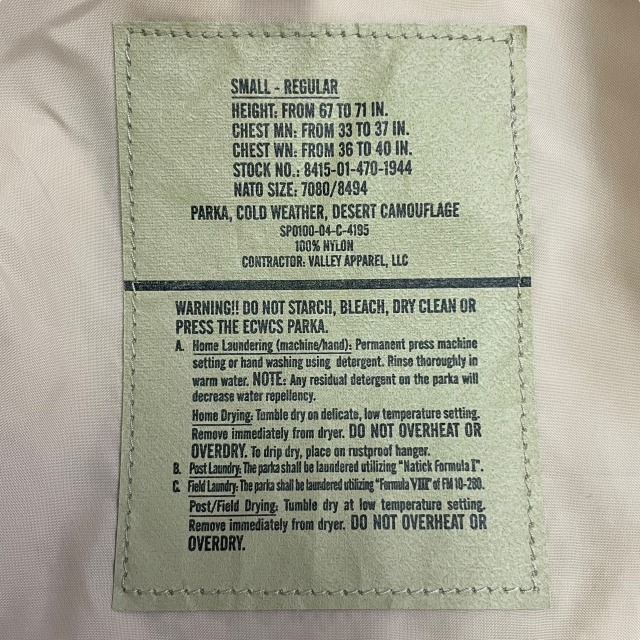 SMALL - REGULAR
HEIGHT: FROM 67 TO 71 IN.
CHEST MN: FROM 33 TO 37 IN.
CHEST WN: FROM 36 TO 40 IN.
STOCK NO.: 8415-01-470-1944
NATO SIZE: 7080/8494
PARKA, COLD WEATHER, DESERT CAMOUFLAGE
SP0100-04-C-4195
100% NYLON
CONTRACTOR: VALLEY APPAREL, LLC
WARNING!! DO NOT STARCH, BLEACH, DRY CLEAN OR
PRESS THE ECWCS PARKA.
A. Home Laundering (machine/hand): Permanent press machine
setting or hand washing using detergent. Rinse thoroughly in
warm water. NOTE: Any residual detergent on the parka will
decrease water repellency.
Home Drying: Tumble dry on delicate, low temperature setting.
Remove immediately from dryer. DO NOT OVERHEAT OR
OVERDRY. To drip dry, place on rustproof hanger.
B. Post Laundry: The parka shall be laundered utilizing "Natick Formula I".
C. Field Laundry: The parka shall be laundered utilizing "Formula VIII" of FM 10-280.
Post/Field Drying: Tumble dry at low temperature setting.
Remove immediately from dryer. DO NOT OVERHEAT OR
OVERDRY.